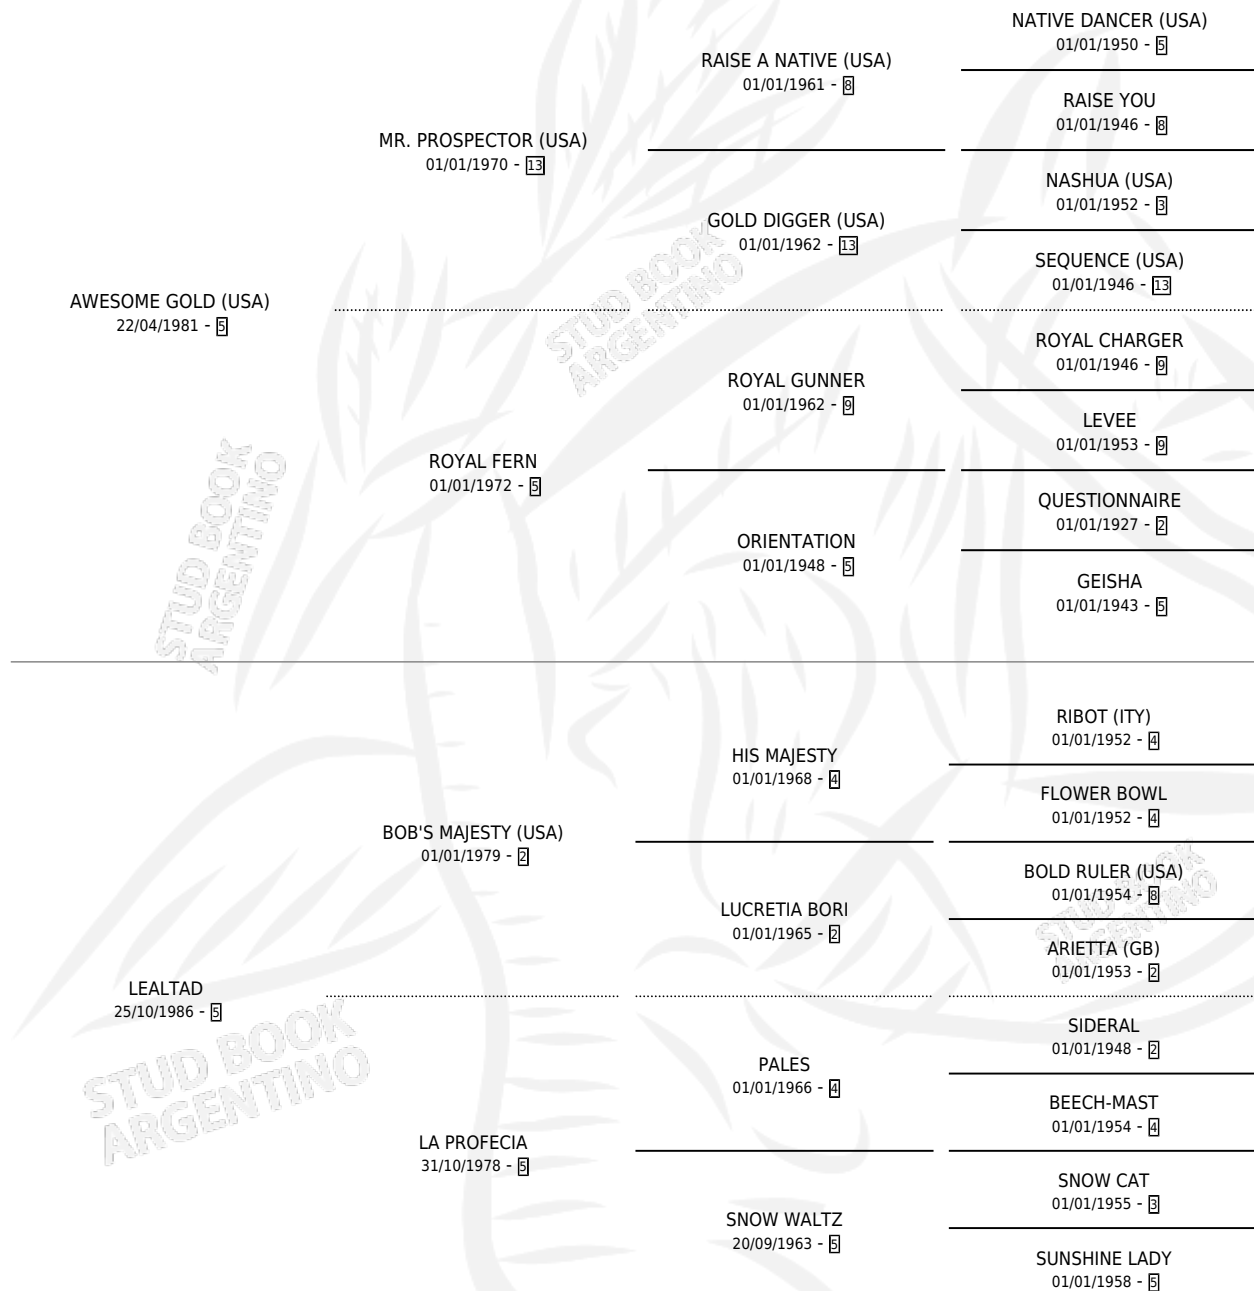 NATIVE DANCER (USA)
01/01/1950 - 5
RAISE A NATIVE (USA)
01/01/1961 - 8
RAISE YOU
01/01/1946 - 8
MR. PROSPECTOR (USA)
01/01/1970 - 13
NASHUA (USA)
01/01/1952 - 3
GOLD DIGGER (USA)
01/01/1962 - 13
SEQUENCE (USA)
01/01/1946 - 13
AWESOME GOLD (USA)
22/04/1981 - 5
STUD BOOK
ARGENTINO
ROYAL CHARGER
01/01/1946 - 9
ROYAL GUNNER
01/01/1962 - 9
LEVEE
01/01/1953 - 9
ROYAL FERN
01/01/1972 - 5
QUESTIONNAIRE
01/01/1927 - 2
ORIENTATION
01/01/1948 - 5
GEISHA
01/01/1943 - 5
STUD BOOK
ARGENTINO
RIBOT (ITY)
01/01/1952 - 4
HIS MAJESTY
01/01/1968 - 4
FLOWER BOWL
01/01/1952 - 4
BOB'S MAJESTY (USA)
01/01/1979 - 2
BOLD RULER (USA)
01/01/1954 - 8
LUCRETIA BORI
01/01/1965 - 2
STUD BOOK
ARGENTINO
ARIETTA (GB)
01/01/1953 - 2
LEALTAD
25/10/1986 - 5
SIDERAL
01/01/1948 - 2
PALES
01/01/1966 - 4
STUD BOOK
ARGENTINO
BEECH-MAST
01/01/1954 - 4
LA PROFECIA
31/10/1978 - 5
SNOW CAT
01/01/1955 - 3
SNOW WALTZ
20/09/1963 - 5
SUNSHINE LADY
01/01/1958 - 5